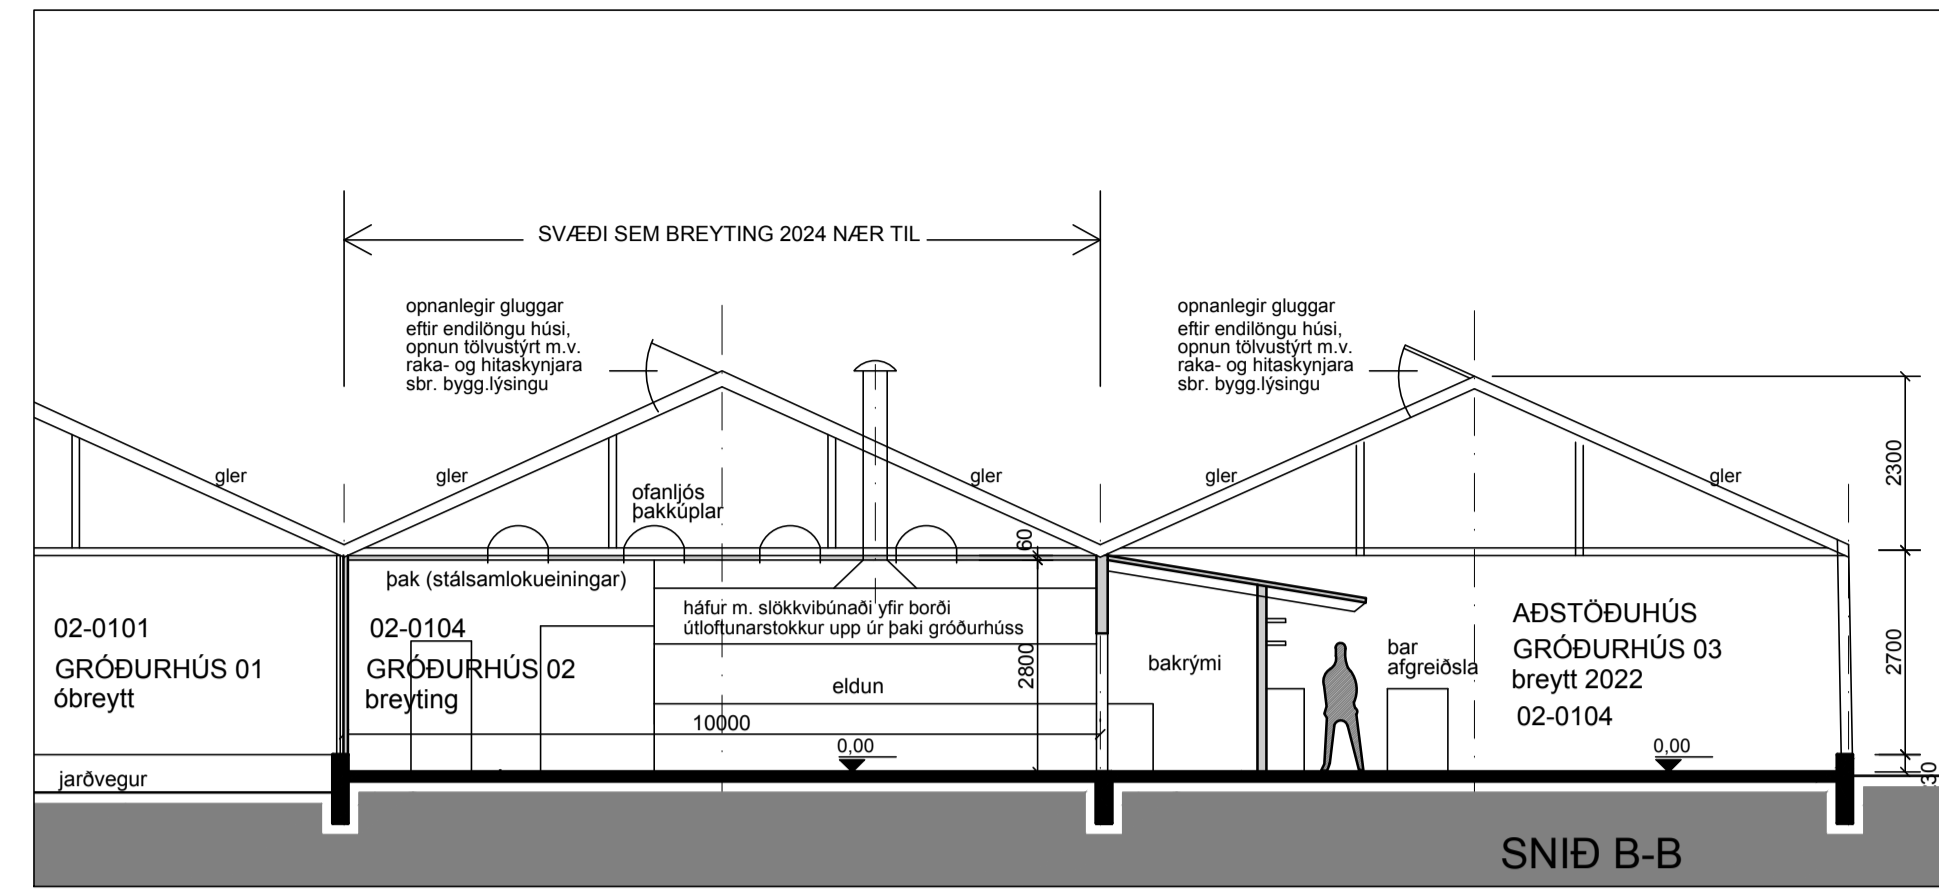 SVÆÐI SEM BREYTING 2024 NÆR TIL
opnanlegir gluggar
eftir endilöngu húsi,
opnun tölvustýrt m.v.
raka- og hitaskynjara
sbr. bygg.lýsingu
opnanlegir gluggar
eftir endilöngu húsi,
opnun tölvustýrt m.v.
raka- og hitaskynjara
sbr. bygg.lýsingu
gler
gler
gler
gler
gler
2300
ofanljós
þakkúplar
60
þak (stálsamlokueiningar)
háfur m. slökkvibúnaði yfir borði
útloftunarstokkur upp úr þaki gróðurhúss
02-0101
GRÓÐURHÚS 01
óbreytt
02-0104
GRÓÐURHÚS 02
breyting
eldun
2800
10000
0,00
bakrými
bar
afgreiðsla
AÐSTÖÐUHÚS
GRÓÐURHÚS 03
breytt 2022
02-0104
2700
0,00
jarðvegur
SNIÐ B-B